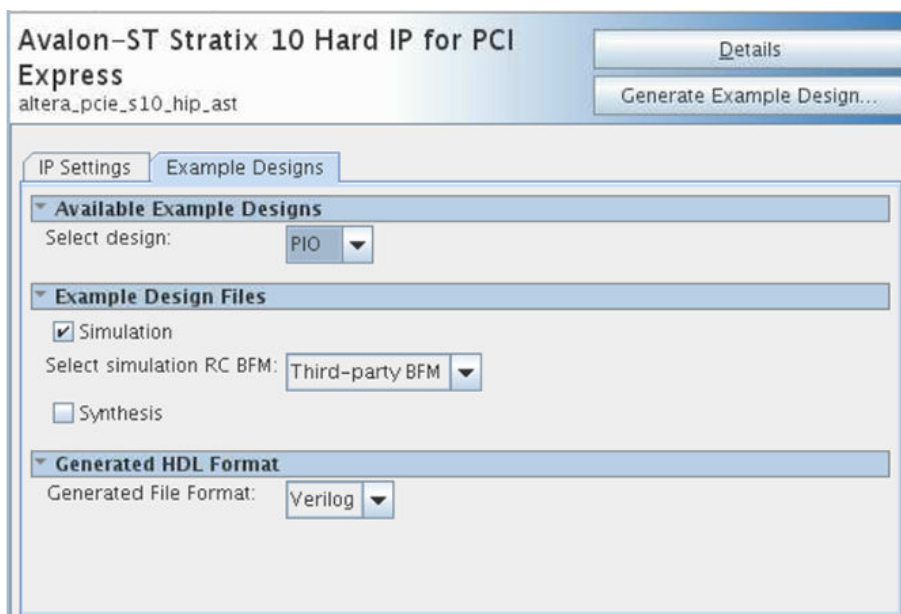 Avalon-ST Stratix 10 Hard IP for PCI
Express
altera_pcie_s10_hip_ast
Details
Generate Example Design...
IP Settings
Example Designs
Available Example Designs
Select design: PIO
Example Design Files
Simulation
Select simulation RC BFM: Third-party BFM
Synthesis
Generated HDL Format
Generated File Format: Verilog